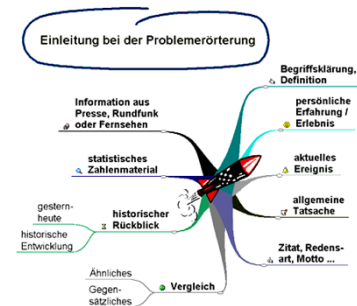 Einleitung bei der Problemerörterung
Begriffsklärung,
Definition
Information aus
Presse, Rundfunk
oder Fernsehen
persönliche
Erfahrung /
Erlebnis
statistisches
Zahlenmaterial
aktuelles
Ereignis
gestern-
heute
historische
Entwicklung
historischer
Rückblick
allgemeine
Tatsache
Zitat, Redens-
art, Motto ...
Ähnliches
Gegen-
sätzliches
Vergleich